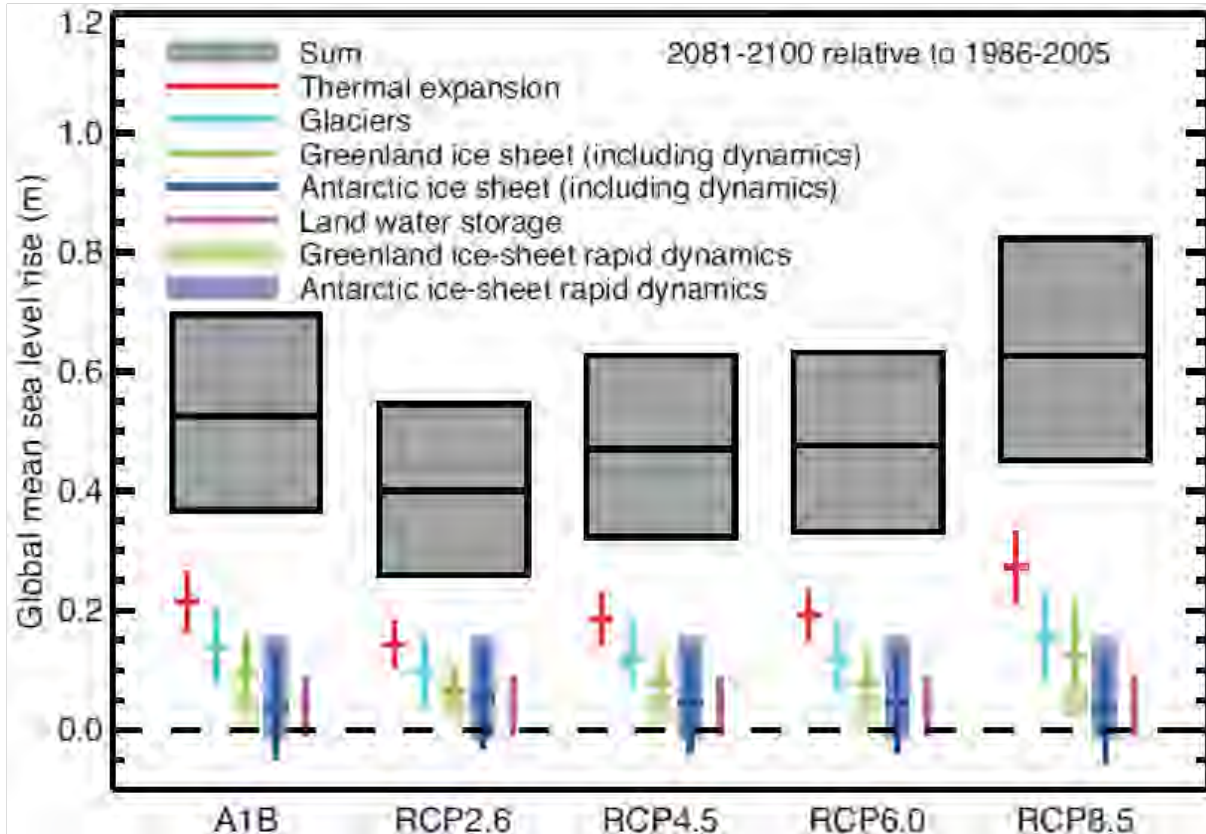 Global mean sea level rise (m)
1.2
1.0
0.8
0.6
0.4
0.2
0.0
2081-2100 relative to 1986-2005
Sum
Thermal expansion
Glaciers
Greenland ice sheet (including dynamics)
Antarctic ice sheet (including dynamics)
Land water storage
Greenland ice-sheet rapid dynamics
Antarctic ice-sheet rapid dynamics
A1B
RCP2.6
RCP4.5
RCP6.0
RCP8.5